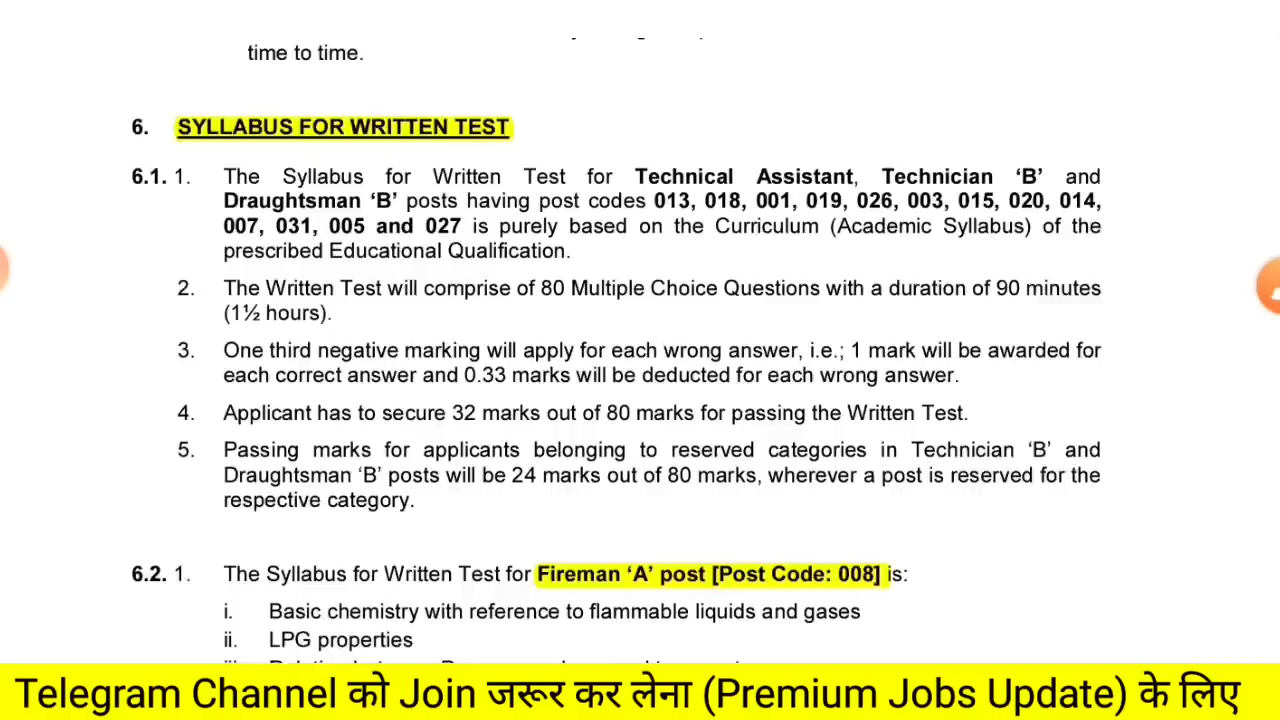 time to time.
6. SYLLABUS FOR WRITTEN TEST
6.1. 1. The Syllabus for Written Test for Technical Assistant, Technician ‘B’ and
Draughtsman ‘B’ posts having post codes 013, 018, 001, 019, 026, 003, 015, 020, 014,
007, 031, 005 and 027 is purely based on the Curriculum (Academic Syllabus) of the
prescribed Educational Qualification.
2. The Written Test will comprise of 80 Multiple Choice Questions with a duration of 90 minutes
(1½ hours).
3. One third negative marking will apply for each wrong answer, i.e.; 1 mark will be awarded for
each correct answer and 0.33 marks will be deducted for each wrong answer.
4. Applicant has to secure 32 marks out of 80 marks for passing the Written Test.
5. Passing marks for applicants belonging to reserved categories in Technician ‘B’ and
Draughtsman ‘B’ posts will be 24 marks out of 80 marks, wherever a post is reserved for the
respective category.
6.2. 1. The Syllabus for Written Test for Fireman ‘A’ post [Post Code: 008] is:
i. Basic chemistry with reference to flammable liquids and gases
ii. LPG properties
Telegram Channel को Join जरूर कर लेना (Premium Jobs Update) के लिए